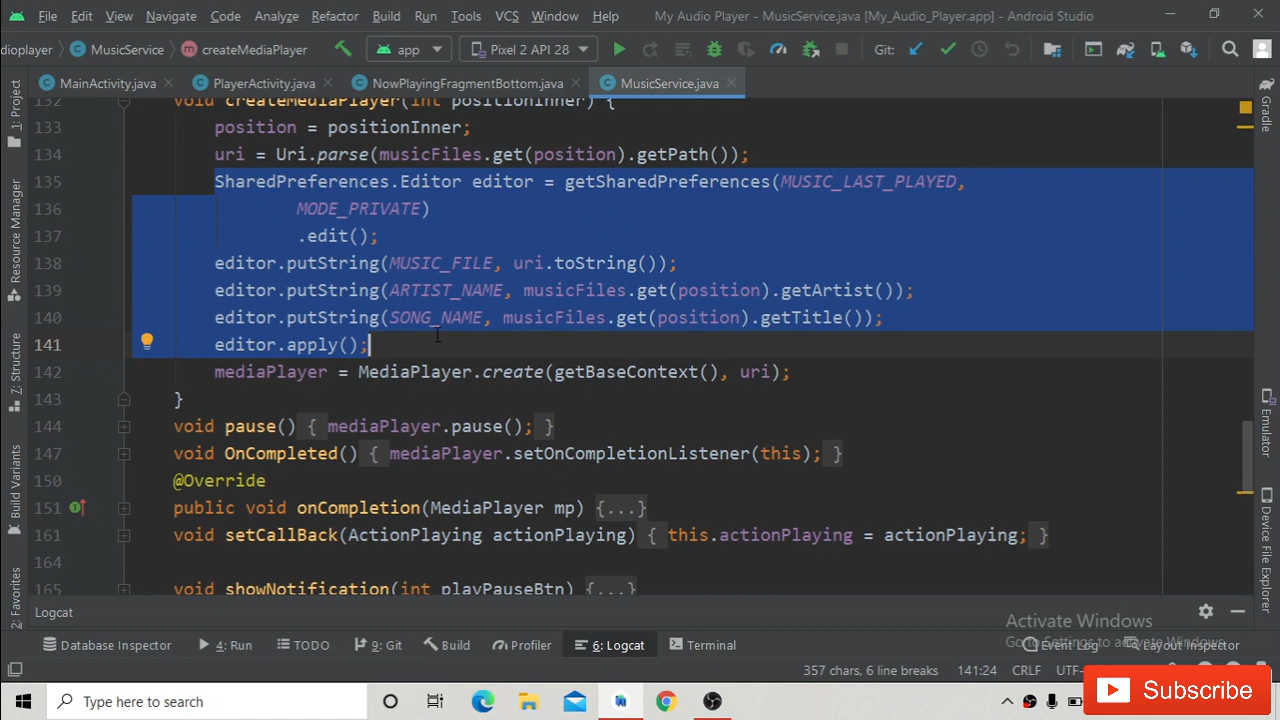 File Edit View Navigate Code Analyze Refactor Build Run Tools VCS Window Help My Audio Player - MusicService.java [My_Audio_Player.app] - Android Studio
dioplayer MusicService createMediaPlayer app Pixel 2 API 28 Git:
MainActivity.java PlayerActivity.java NowPlayingFragmentBottom.java MusicService.java
132 void createMediaPlayer(int positionInner) {
133 position = positionInner;
134 uri = Uri.parse(musicFiles.get(position).getPath());
135 SharedPreferences.Editor editor = getSharedPreferences(MUSIC_LAST_PLAYED,
136 MODE_PRIVATE)
137 .edit();
138 editor.putString(MUSIC_FILE, uri.toString());
139 editor.putString(ARTIST_NAME, musicFiles.get(position).getArtist());
140 editor.putString(SONG_NAME, musicFiles.get(position).getTitle());
141 editor.apply();
142 mediaPlayer = MediaPlayer.create(getBaseContext(), uri);
143 }
144 void pause() { mediaPlayer.pause(); }
147 void OnCompleted() { mediaPlayer.setOnCompletionListener(this); }
150 @Override
151 public void onCompletion(MediaPlayer mp) {...}
161 void setCallBack(ActionPlaying actionPlaying) { this.actionPlaying = actionPlaying; }
164
165 void showNotification(int playPauseBtn) {...}
1: Project
Resource Manager
7: Structure
Build Variants
2: Favorites
Gradle
Emulator
Device File Explorer
Logcat
Activate Windows
Go to Settings to activate Windows.
Database Inspector 4: Run TODO 9: Git Build Profiler 6: Logcat Terminal Event Log Layout Inspector
357 chars, 6 line breaks 141:24 CRLF
Type here to search
Subscribe